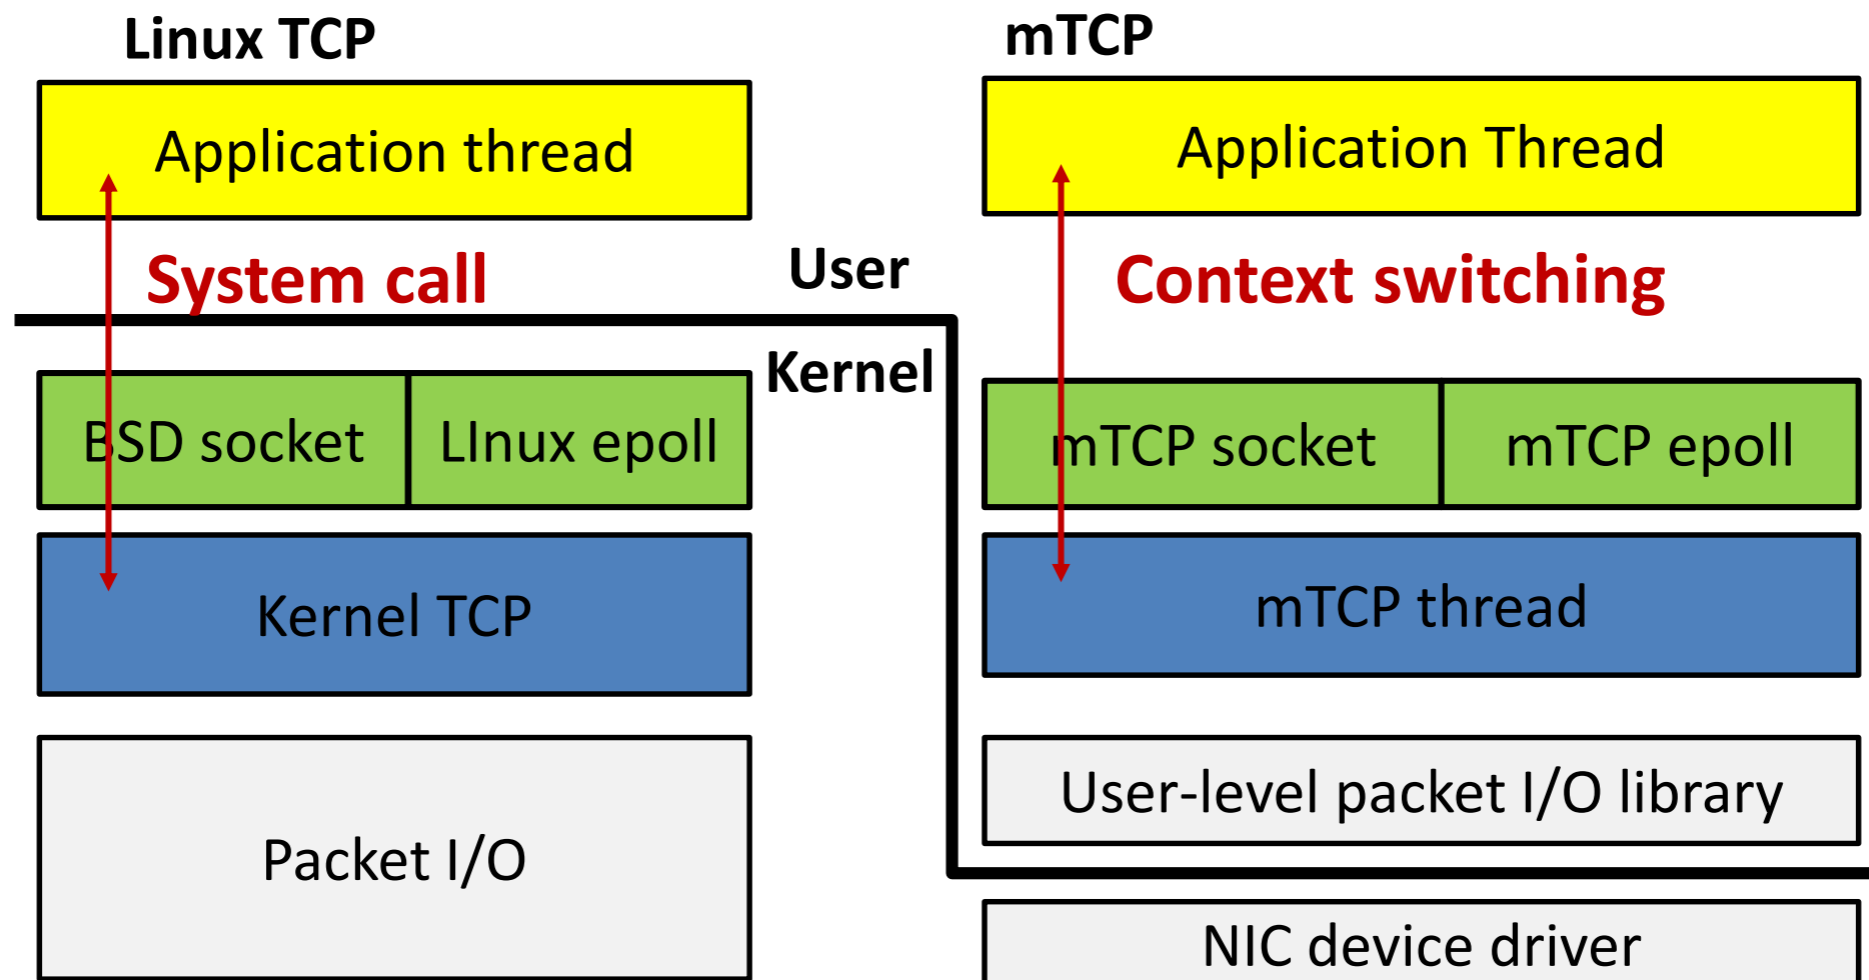 Linux TCP
Application thread
System call
User
Kernel
BSD socket
LInux epoll
Kernel TCP
Packet I/O
mTCP
Application Thread
Context switching
mTCP socket
mTCP epoll
mTCP thread
User-level packet I/O library
NIC device driver